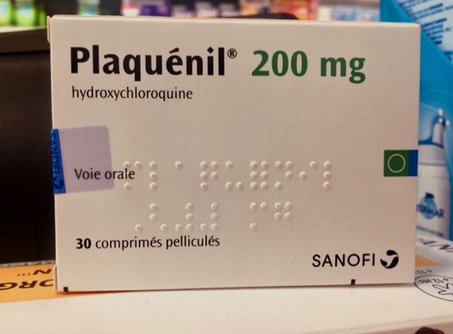 Plaquénil® 200 mg
hydroxychloroquine
Voie orale
30 comprimés pelliculés
SANOFI